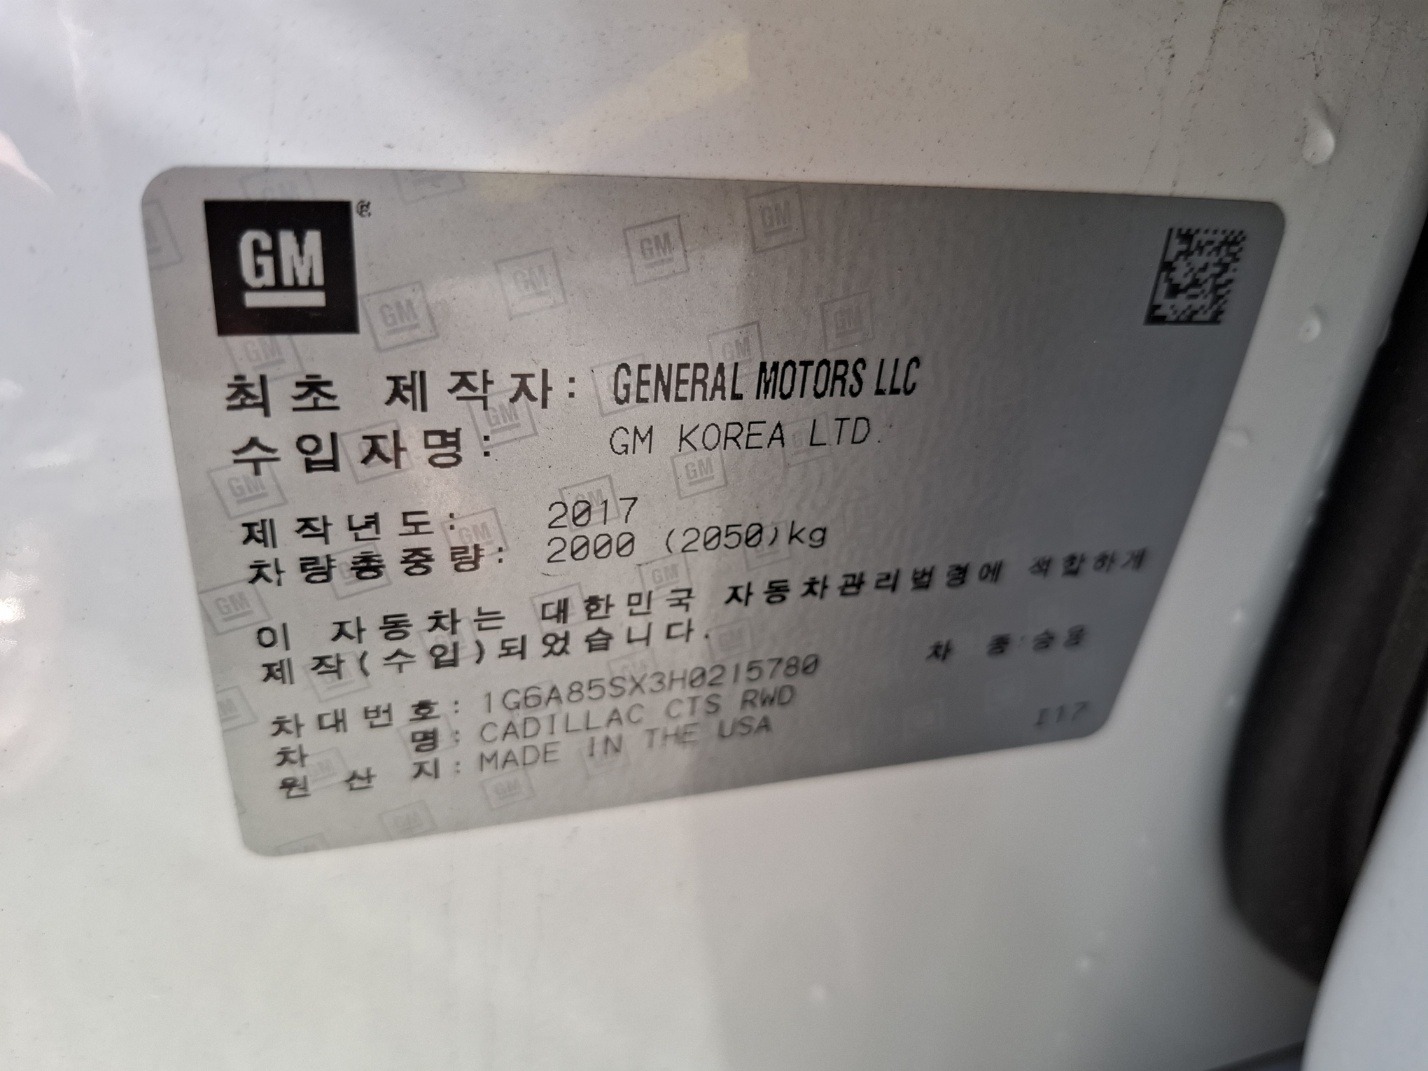 GM ®
최초 제작자: GENERAL MOTORS LLC
수입자명: GM KOREA LTD.
제작년도: 2017
차량총중량: 2000 (2050)kg
이 자동차는 대한민국 자동차관리법령에 적합하게
제작(수입)되었습니다.
차 종:승용
차대번호: 1G6A85SX3H0215780
차 명: CADILLAC CTS RWD
원 산 지: MADE IN THE USA
I17